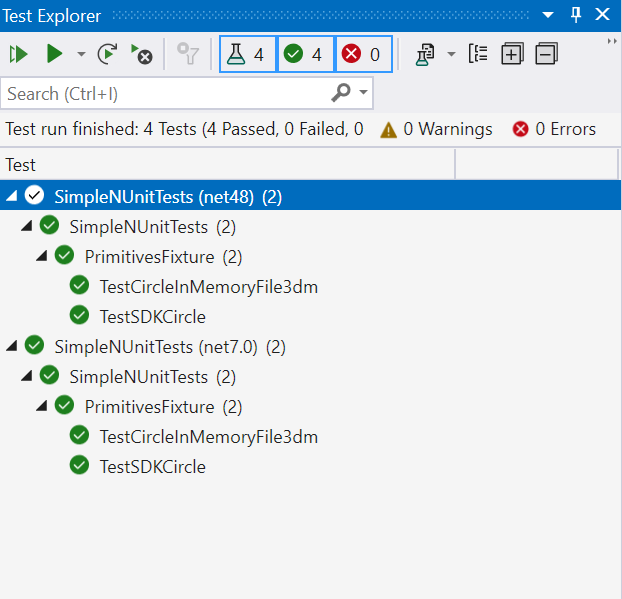 Test Explorer
4 4 0
Search (Ctrl+I)
Test run finished: 4 Tests (4 Passed, 0 Failed, 0 0 Warnings 0 Errors
Test
SimpleNUnitTests (net48) (2)
SimpleNUnitTests (2)
PrimitivesFixture (2)
TestCircleInMemoryFile3dm
TestSDKCircle
SimpleNUnitTests (net7.0) (2)
SimpleNUnitTests (2)
PrimitivesFixture (2)
TestCircleInMemoryFile3dm
TestSDKCircle